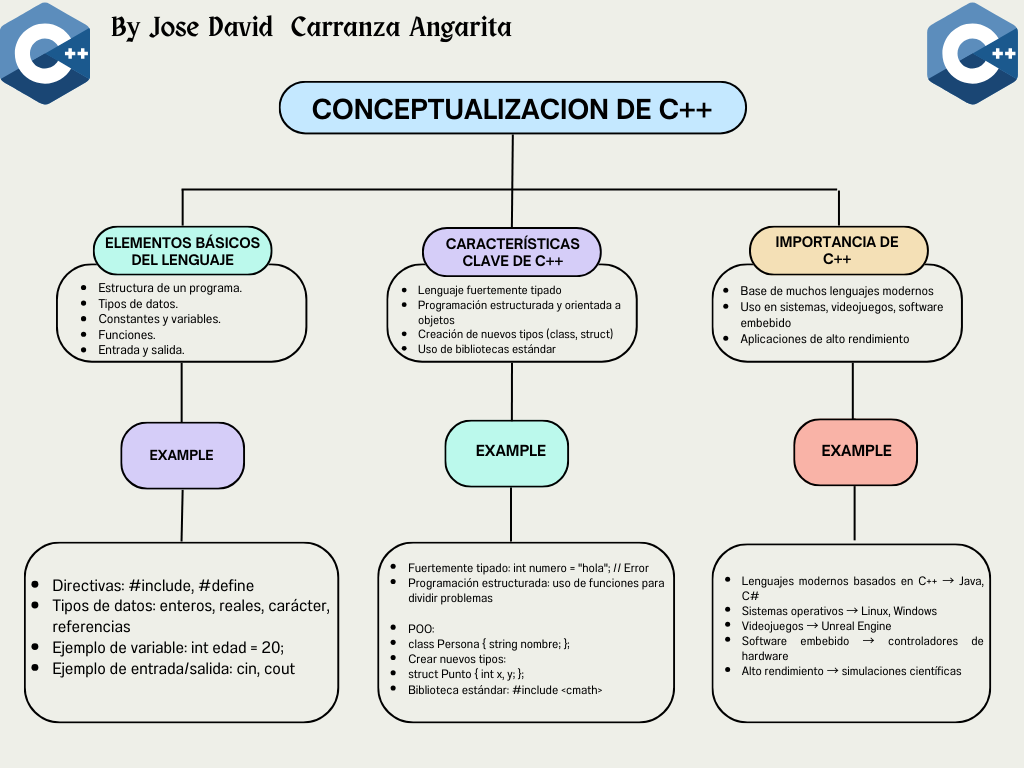 By Jose David Carranza Angarita
C++
C++
CONCEPTUALIZACION DE C++
ELEMENTOS BÁSICOS
DEL LENGUAJE
• Estructura de un programa.
• Tipos de datos.
• Constantes y variables.
• Funciones.
• Entrada y salida.
EXAMPLE
• Directivas: #include, #define
• Tipos de datos: enteros, reales, carácter,
referencias
• Ejemplo de variable: int edad = 20;
• Ejemplo de entrada/salida: cin, cout
CARACTERÍSTICAS
CLAVE DE C++
• Lenguaje fuertemente tipado
• Programación estructurada y orientada a
objetos
• Creación de nuevos tipos (class, struct)
• Uso de bibliotecas estándar
EXAMPLE
• Fuertemente tipado: int numero = "hola"; // Error
• Programación estructurada: uso de funciones para
dividir problemas
• POO:
• class Persona { string nombre; };
• Crear nuevos tipos:
• struct Punto { int x, y; };
• Biblioteca estándar: #include <cmath>
IMPORTANCIA DE
C++
• Base de muchos lenguajes modernos
• Uso en sistemas, videojuegos, software
embebido
• Aplicaciones de alto rendimiento
EXAMPLE
• Lenguajes modernos basados en C++ → Java,
C#
• Sistemas operativos → Linux, Windows
• Videojuegos → Unreal Engine
• Software embebido → controladores de
hardware
• Alto rendimiento → simulaciones científicas